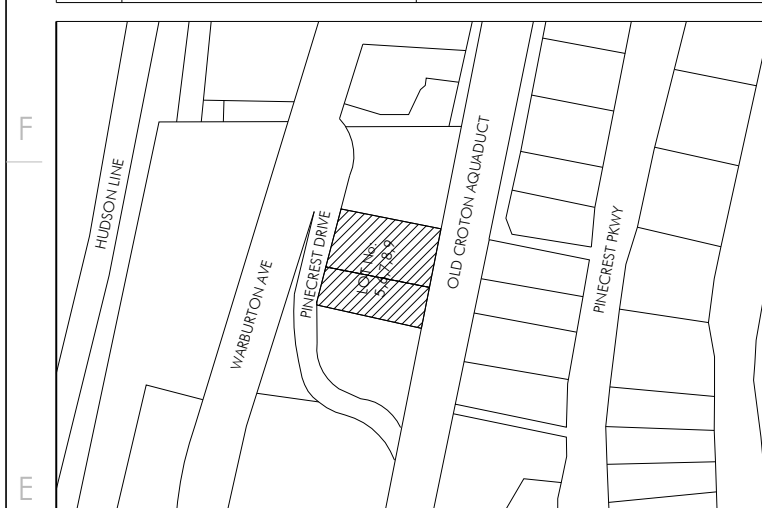 F
HUDSON LINE
WARBURTON AVE
PINECREST DRIVE
LOT No.
5,6,7,8,9
OLD CROTON AQUADUCT
PINECREST PKWY
E